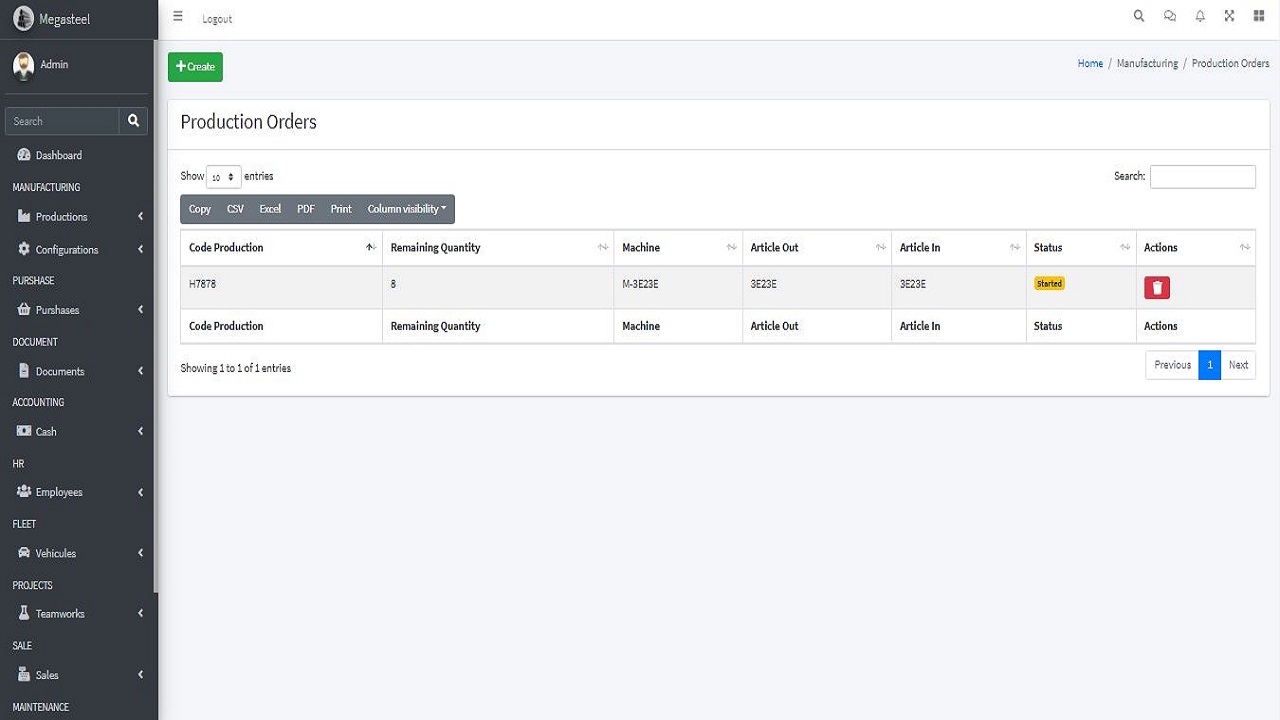 Megasteel
Logout
Admin
Search
Dashboard
MANUFACTURING
Productions
Configurations
PURSHASE
Purshases
DOCUMENT
Documents
ACCOUNTING
Cash
HR
Employees
FLEET
Vehicules
PROJECTS
Teamworks
SALE
Sales
MAINTENANCE
Create
Home / Manufacturing / Production Orders
Production Orders
Show 10 entries
Search:
Copy CSV Excel PDF Print Column visibility
Code Production Remaining Quantity Machine Article Out Article In Status Actions
H7878 8 M-3E23E 3E23E 3E23E Started
Code Production Remaining Quantity Machine Article Out Article In Status Actions
Showing 1 to 1 of 1 entries
Previous 1 Next